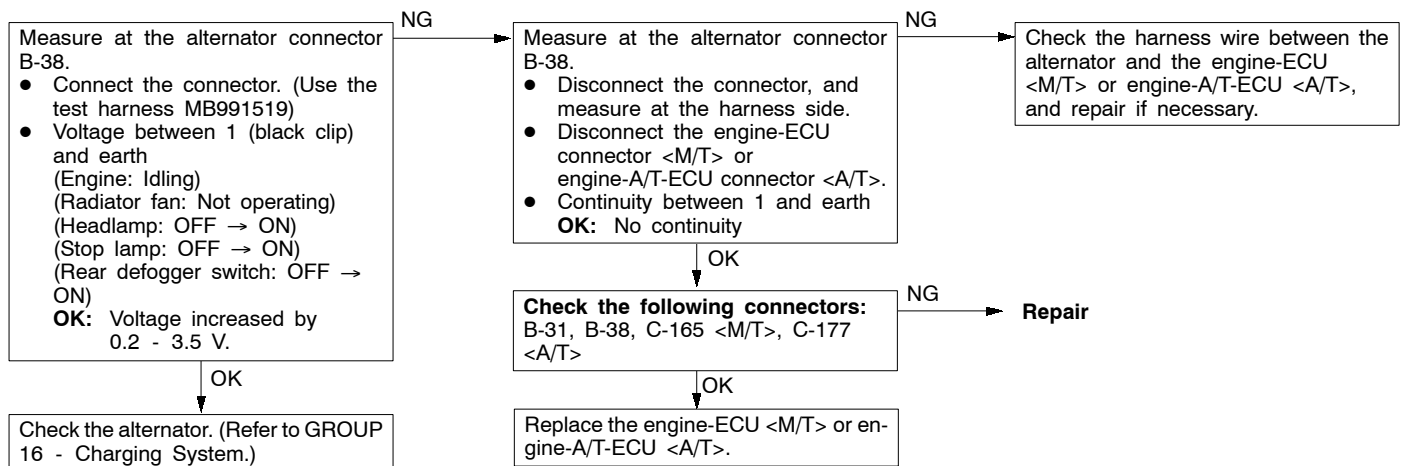 Measure at the alternator connector
B-38.
● Connect the connector. (Use the
test harness MB991519)
● Voltage between 1 (black clip)
and earth
(Engine: Idling)
(Radiator fan: Not operating)
(Headlamp: OFF → ON)
(Stop lamp: OFF → ON)
(Rear defogger switch: OFF →
ON)
OK: Voltage increased by
0.2 - 3.5 V.
OK
Check the alternator. (Refer to GROUP
16 - Charging System.)
NG
Measure at the alternator connector
B-38.
● Disconnect the connector, and
measure at the harness side.
● Disconnect the engine-ECU
connector <M/T> or
engine-A/T-ECU connector <A/T>.
● Continuity between 1 and earth
OK: No continuity
OK
Check the following connectors:
B-31, B-38, C-165 <M/T>, C-177
<A/T>
OK
Replace the engine-ECU <M/T> or en-
gine-A/T-ECU <A/T>.
NG
Check the harness wire between the
alternator and the engine-ECU
<M/T> or engine-A/T-ECU <A/T>,
and repair if necessary.
NG
Repair